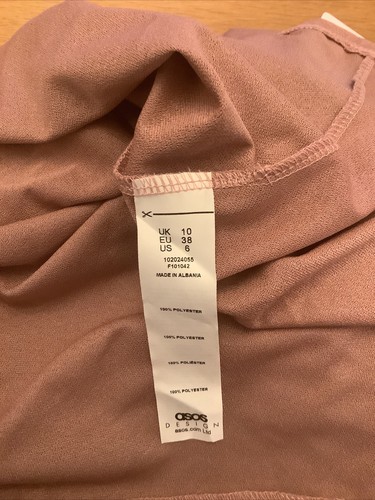 UK 10
EU 38
US 6
102024055
F101042
MADE IN ALBANIA
100% POLYESTER
100% POLYESTER
100% POLYESTER
100% POLYESTER
asos
DESIGN
asos.com Ltd